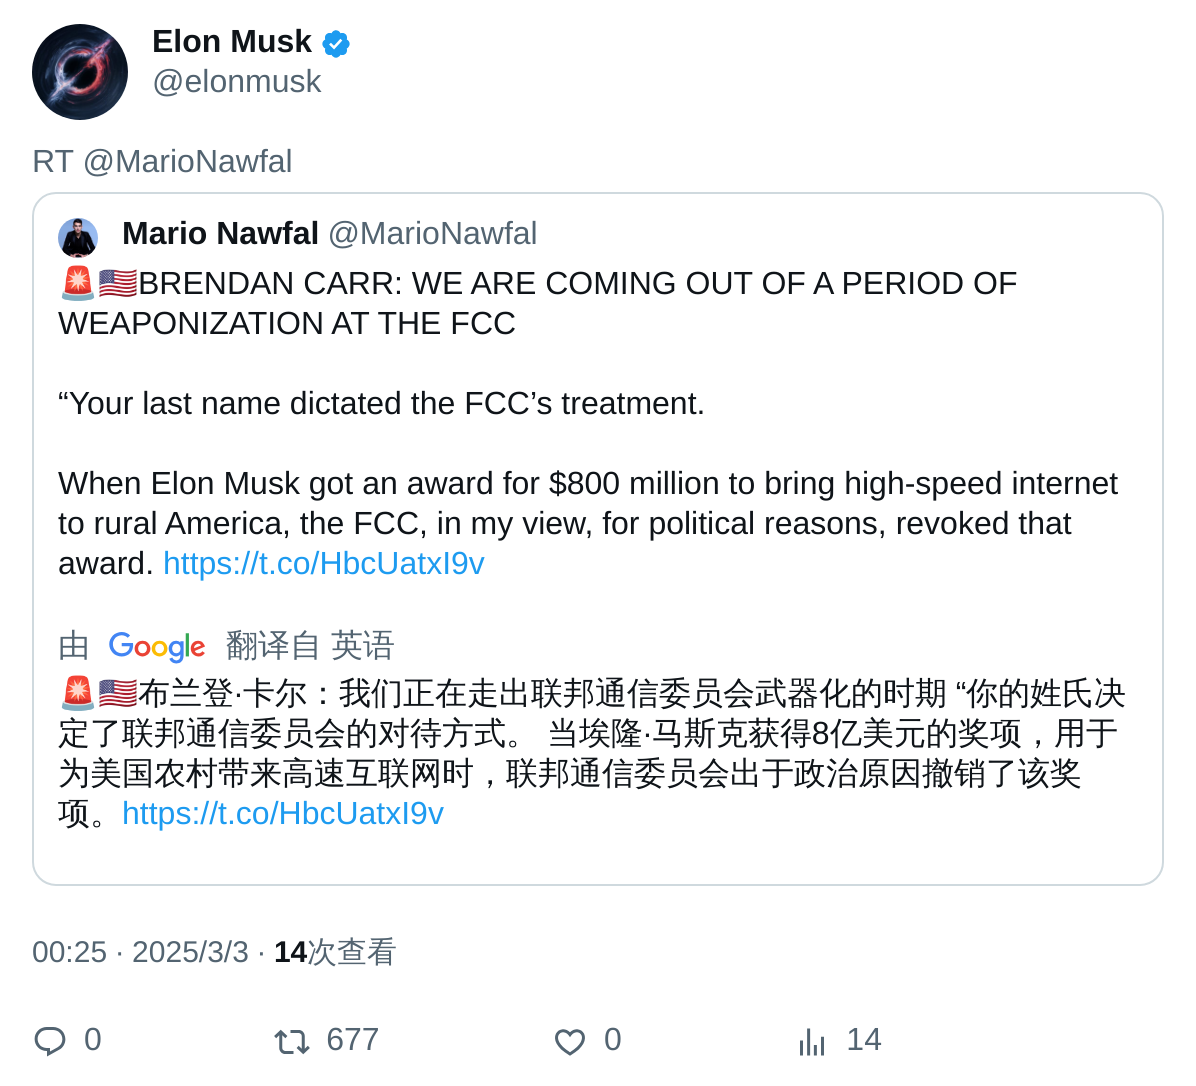 Elon Musk
@elonmusk
RT @MarioNawfal
Mario Nawfal @MarioNawfal
🚨🇺🇸BRENDAN CARR: WE ARE COMING OUT OF A PERIOD OF
WEAPONIZATION AT THE FCC
“Your last name dictated the FCC’s treatment.
When Elon Musk got an award for $800 million to bring high-speed internet
to rural America, the FCC, in my view, for political reasons, revoked that
award. https://t.co/HbcUatxI9v
由 Google 翻译自 英语
🚨🇺🇸布兰登·卡尔：我们正在走出联邦通信委员会武器化的时期 “你的姓氏决
定了联邦通信委员会的对待方式。 当埃隆·马斯克获得8亿美元的奖项，用于
为美国农村带来高速互联网时，联邦通信委员会出于政治原因撤销了该奖
项。https://t.co/HbcUatxI9v
00:25 · 2025/3/3 · 14次查看
0 677 0 14